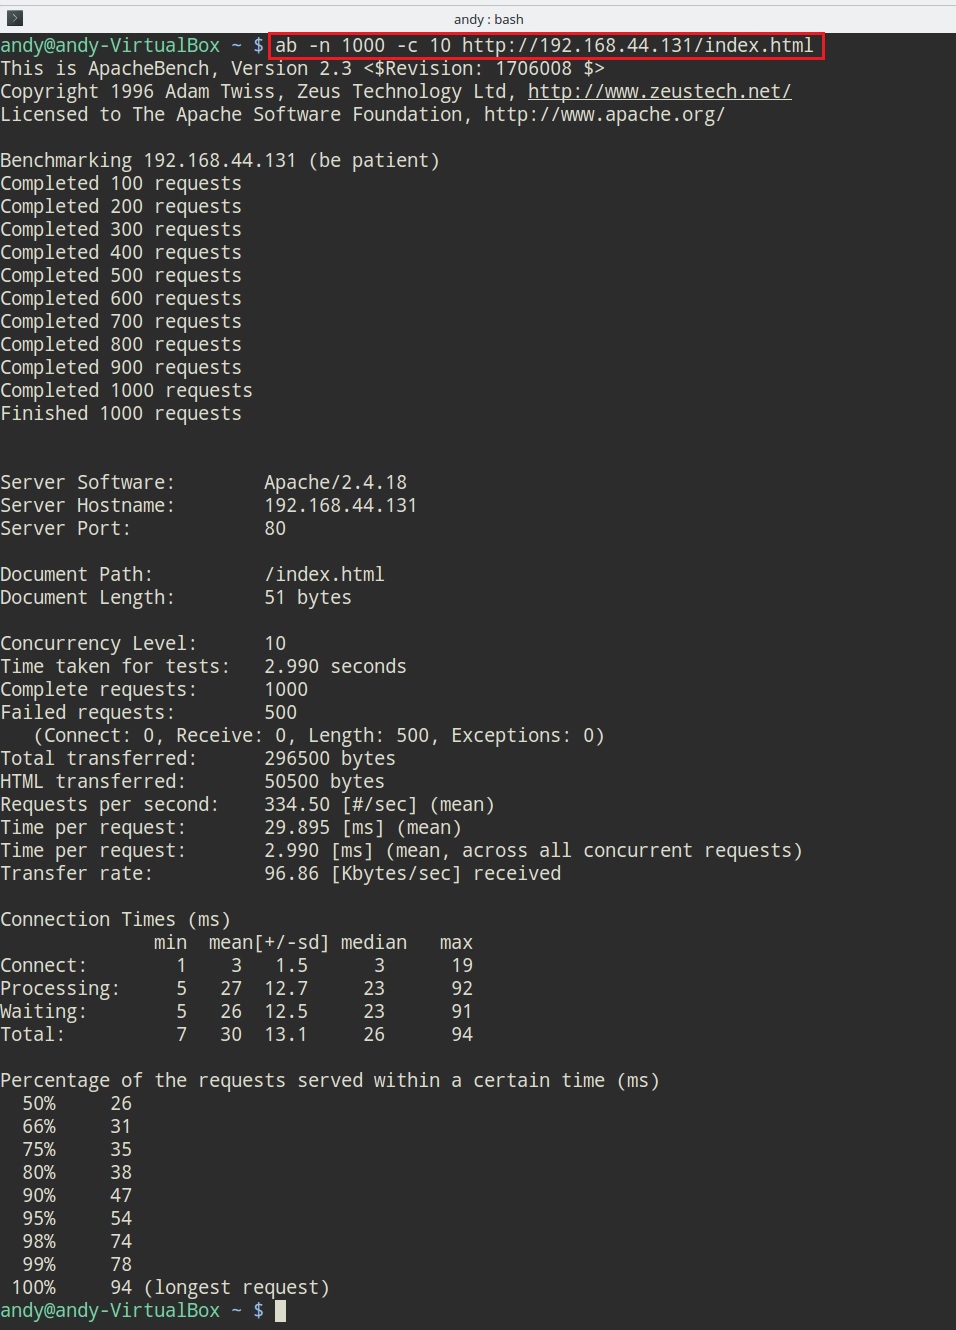 andy : bash
andy@andy-VirtualBox ~ $ ab -n 1000 -c 10 http://192.168.44.131/index.html
This is ApacheBench, Version 2.3 <$Revision: 1706008 $>
Copyright 1996 Adam Twiss, Zeus Technology Ltd, http://www.zeustech.net/
Licensed to The Apache Software Foundation, http://www.apache.org/

Benchmarking 192.168.44.131 (be patient)
Completed 100 requests
Completed 200 requests
Completed 300 requests
Completed 400 requests
Completed 500 requests
Completed 600 requests
Completed 700 requests
Completed 800 requests
Completed 900 requests
Completed 1000 requests
Finished 1000 requests


Server Software:        Apache/2.4.18
Server Hostname:        192.168.44.131
Server Port:            80

Document Path:          /index.html
Document Length:        51 bytes

Concurrency Level:      10
Time taken for tests:   2.990 seconds
Complete requests:      1000
Failed requests:        500
   (Connect: 0, Receive: 0, Length: 500, Exceptions: 0)
Total transferred:      296500 bytes
HTML transferred:       50500 bytes
Requests per second:    334.50 [#/sec] (mean)
Time per request:       29.895 [ms] (mean)
Time per request:       2.990 [ms] (mean, across all concurrent requests)
Transfer rate:          96.86 [Kbytes/sec] received

Connection Times (ms)
              min  mean[+/-sd] median   max
Connect:        1    3   1.5      3      19
Processing:     5   27  12.7     23      92
Waiting:        5   26  12.5     23      91
Total:          7   30  13.1     26      94

Percentage of the requests served within a certain time (ms)
  50%     26
  66%     31
  75%     35
  80%     38
  90%     47
  95%     54
  98%     74
  99%     78
 100%     94 (longest request)
andy@andy-VirtualBox ~ $